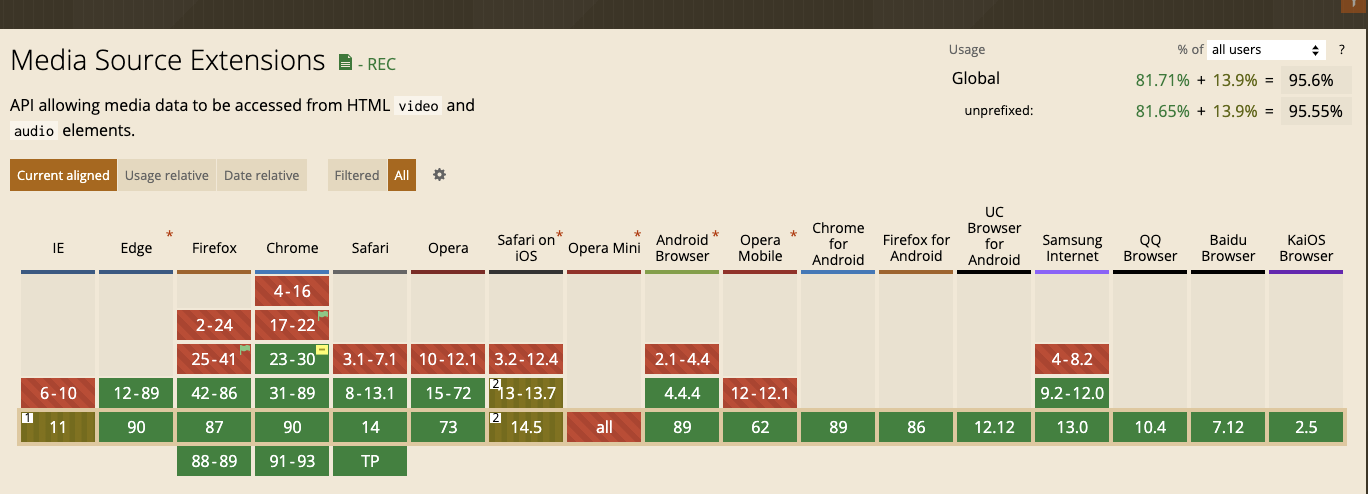 Media Source Extensions - REC
API allowing media data to be accessed from HTML video and
audio elements.
Usage % of all users ?
Global 81.71% + 13.9% = 95.6%
unprefixed: 81.65% + 13.9% = 95.55%
Current aligned Usage relative Date relative Filtered All
IE Edge * Firefox Chrome Safari Opera Safari on iOS * Opera Mini Android Browser * Opera Mobile * Chrome for Android Firefox for Android UC Browser for Android Samsung Internet QQ Browser Baidu Browser KaiOS Browser
4-16
2-24 17-22
25-41 23-30 3.1-7.1 10-12.1 3.2-12.4 2.1-4.4 4-8.2
6-10 12-89 42-86 31-89 8-13.1 15-72 2 13-13.7 4.4.4 12-12.1 9.2-12.0
1 11 90 87 90 14 73 2 14.5 all 89 62 89 86 12.12 13.0 10.4 7.12 2.5
88-89 91-93 TP